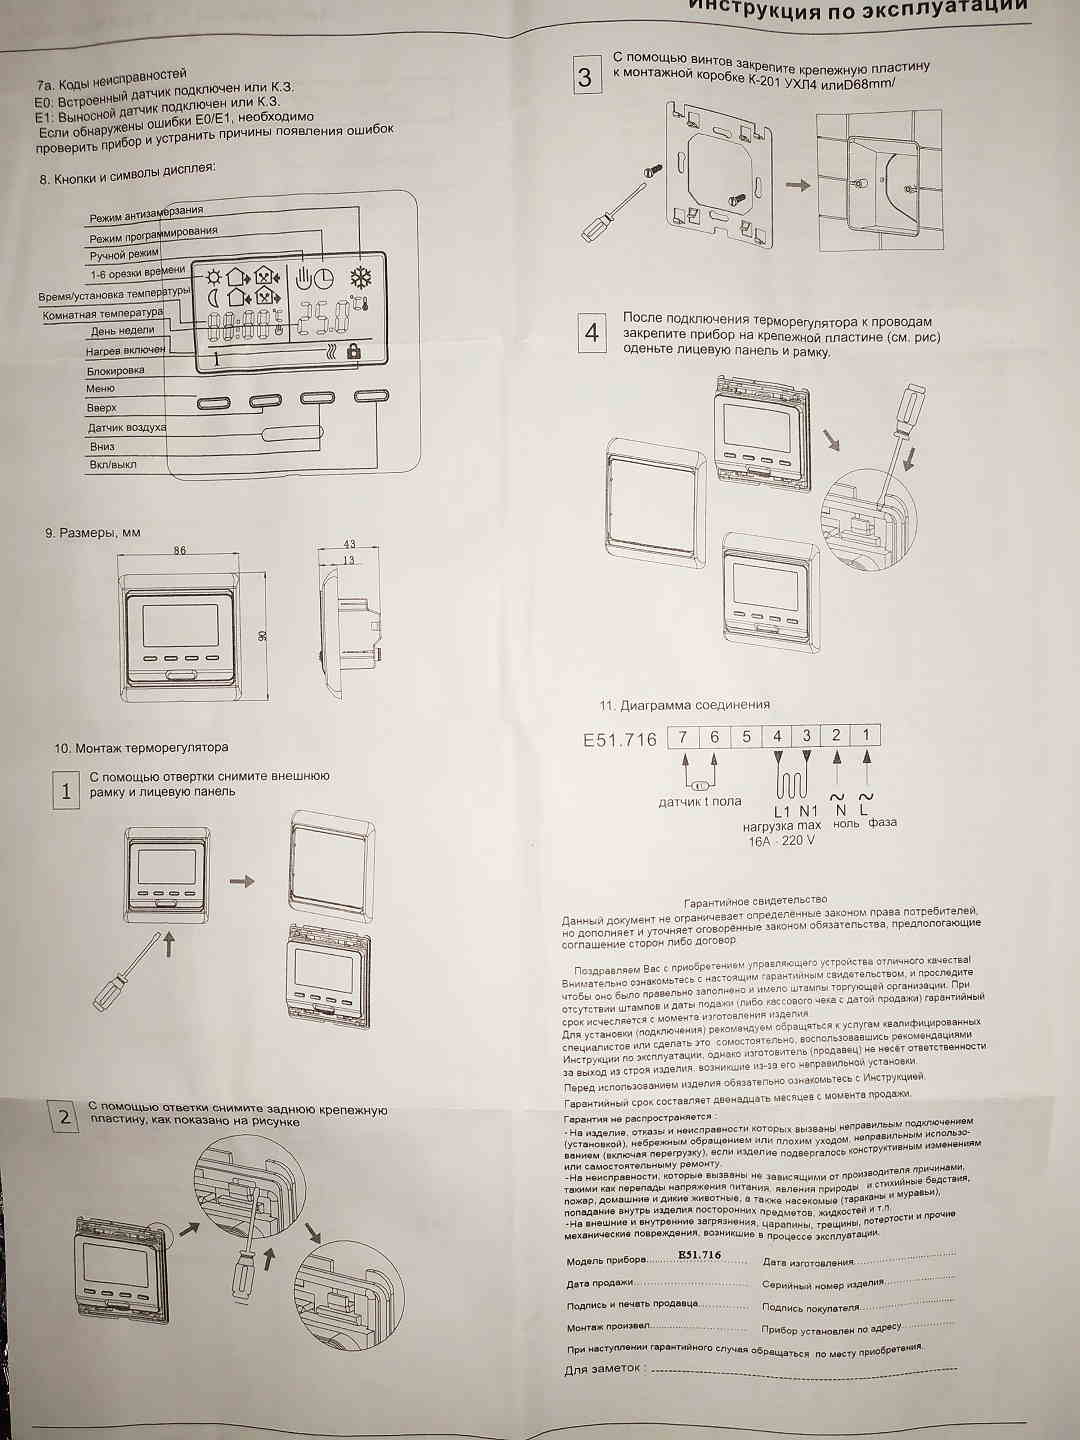 Инструкция по эксплуатации
7а. Коды неисправностей
E0: Встроенный датчик подключен или К.З.
E1: Выносной датчик подключен или К.З.
Если обнаружены ошибки Е0/Е1, необходимо
проверить прибор и устранить причины появления ошибок
8. Кнопки и символы дисплея:
Режим антизамерзания
Режим программирования
Ручной режим
1-6 орезки времени
Время/установка температуры
Комнатная температура
День недели
Нагрев включен
Блокировка
Меню
Вверх
Датчик воздуха
Вниз
Вкл/выкл
88:88 °C
25.0 °C
1
9. Размеры, мм
86
90
43
13
10. Монтаж терморегулятора
1
С помощью отвертки снимите внешнюю
рамку и лицевую панель
2
С помощью ответки снимите заднюю крепежную
пластину, как показано на рисунке
3
С помощью винтов закрепите крепежную пластину
к монтажной коробке К-201 УХЛ4 илиD68mm/
4
После подключения терморегулятора к проводам
закрепите прибор на крепежной пластине (см. рис)
оденьте лицевую панель и рамку.
11. Диаграмма соединения
E51.716 7 6 5 4 3 2 1
датчик t пола
L1 N1 N L
нагрузка max ноль фаза
16A - 220 V
Гарантийное свидетельство
Данный документ не ограничевает определённые законом права потребителей,
но дополняет и уточняет оговорённые законом обязательства, предпологающие
соглашение сторон либо договор.
Поздравляем Вас с приобретением управляющего устройства отличного качества!
Внимательно ознакомьтесь с настоящим гарантийным свидетельством, и проследите
чтобы оно было правельно заполнено и имело штампы торгующей организации. При
отсутствии штампов и даты подажи (либо кассового чека с датой продажи) гарантийный
срок исчесляется с момента изготовления изделия.
Для установки (подключения) рекомендуем обращяться к услугам квалифицированных
специалистов или сделать это самостоятельно, воспользовавшись рекомендациями
Инструкции по эксплуатации, однако изготовитель (продавец) не несёт ответственности
за выход из строя изделия, возникшие из-за его неправильной установки.
Перед использованием изделия обязательно ознакомьтесь с Инструкцией.
Гарантийный срок составляет двенадцать месяцев с момента продажи.
Гарантия не распространяется :
- На изделие, отказы и неисправности которых вызваны неправильым подключением
(установкой), небрежным обращением или плохим уходом, неправильным использо-
ванием (включая перегрузку), если изделие подвергалось конструктивным изменениям
или самостоятельныму ремонту.
-На неисправности, которые вызваны не зависящими от производителя причинами,
такими как перепады напряжения питания, явления природы и стихийные бедствия,
пожар, домашние и дикие животные, а также насекомые (тараканы и муравьи),
попадание внутрь изделия посторонних предметов, жидкостей и т.п.
-На внешние и внутренние загрязнения, царапины, трещины, потертости и прочие
механические повреждения, возникшие в процессе эксплуатации.
Модель прибора...... E51.716 ...... Дата изготовления......
Дата продажи...... Серийный номер изделия......
Подпись и печать продавца...... Подпись покупателя......
Монтаж произвел...... Прибор установлен по адресу......
При наступлении гарантийного случая обращаться по месту приобретения.
Для заметок :